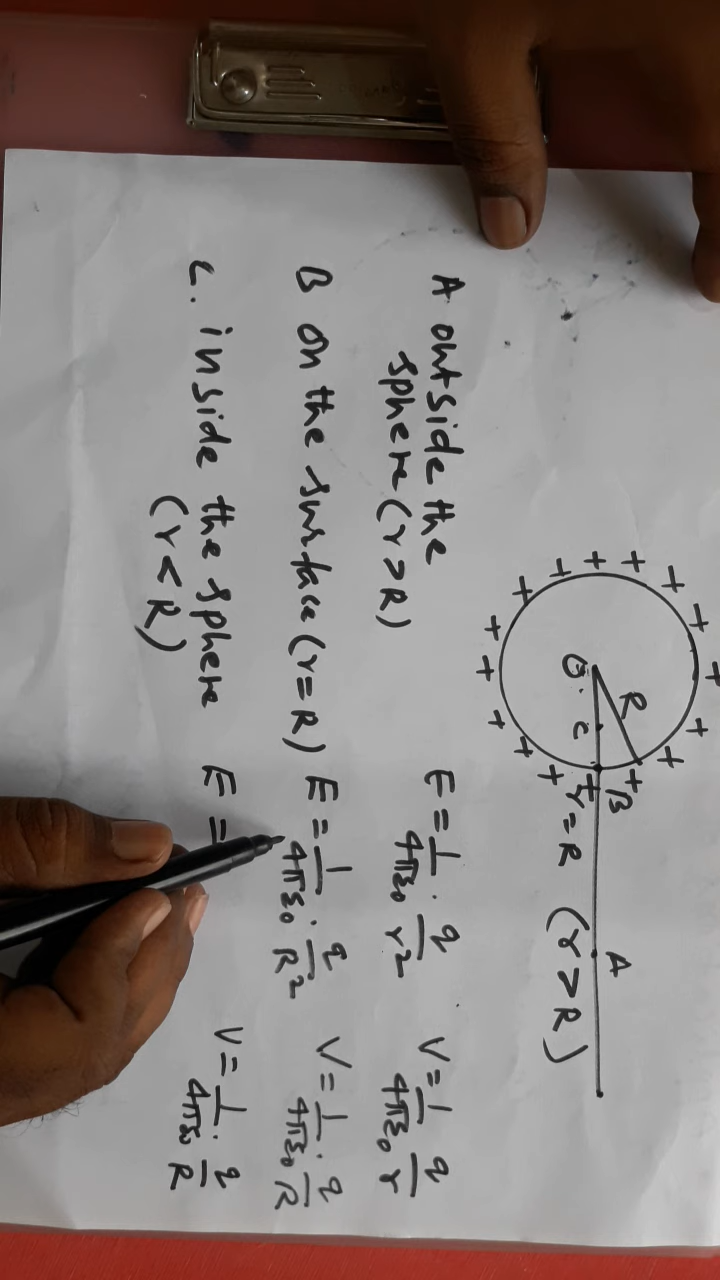 + + + + + + + + + + + + + + + +
R
O . C
+B
A
r = R (r > R)
A outside the sphere (r > R) E = 1/4πε0 . q/r2 V = 1/4πε0 q/r
B on the surface (r = R) E = 1/4πε0 . q/R2 V = 1/4πε0 . q/R
C. inside the sphere (r < R) E = V = 1/4πε0 . q/R